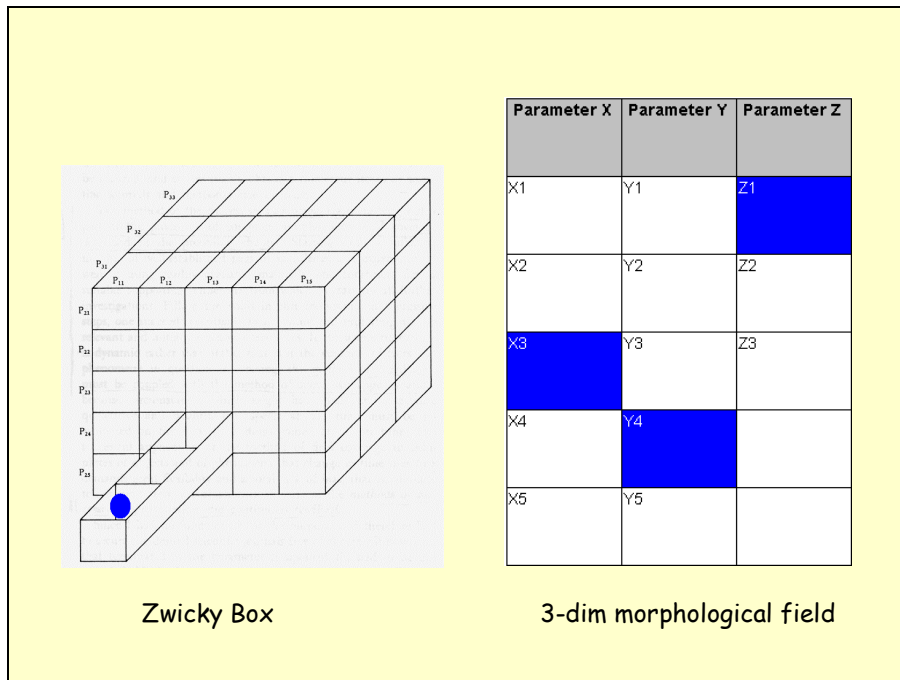 P33
P32
P31
P11 P12 P13 P14 P15
P21
P22
P23
P24
P25
Zwicky Box
Parameter X Parameter Y Parameter Z
X1 Y1 Z1
X2 Y2 Z2
X3 Y3 Z3
X4 Y4
X5 Y5
3-dim morphological field